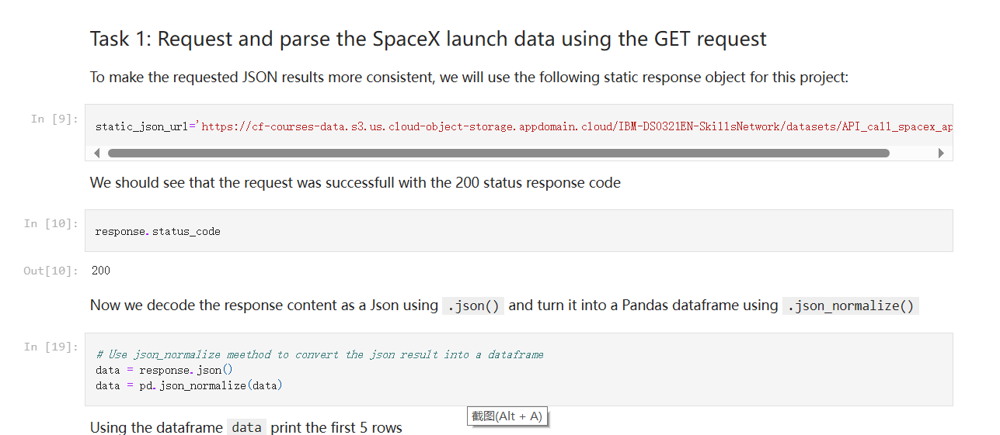 Task 1: Request and parse the SpaceX launch data using the GET request
To make the requested JSON results more consistent, we will use the following static response object for this project:
In [9]:
static_json_url='https://cf-courses-data.s3.us.cloud-object-storage.appdomain.cloud/IBM-DS0321EN-SkillsNetwork/datasets/API_call_spacex_ap
We should see that the request was successfull with the 200 status response code
In [10]:
response.status_code
Out[10]: 200
Now we decode the response content as a Json using .json() and turn it into a Pandas dataframe using .json_normalize()
In [19]:
# Use json_normalize meethod to convert the json result into a dataframe
data = response.json()
data = pd.json_normalize(data)
截图(Alt + A)
Using the dataframe data print the first 5 rows